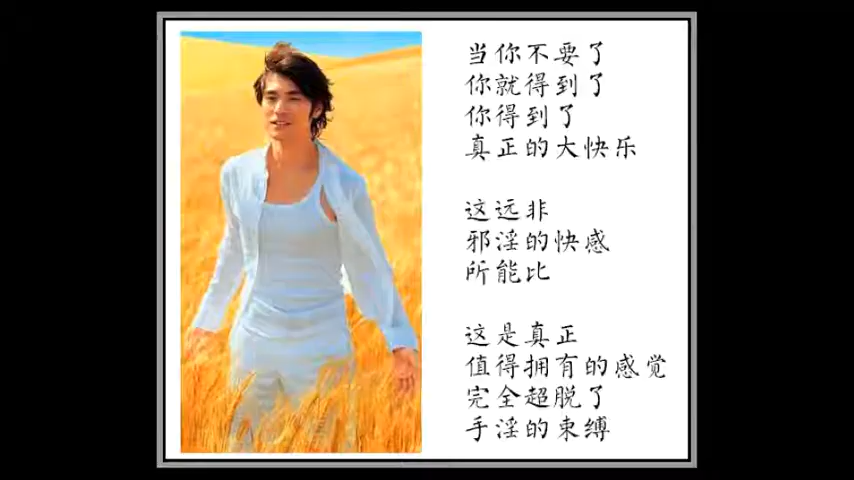 当你不要了
你就得到了
你得到了
真正的大快乐
这远非
邪淫的快感
所能比
这是真正
值得拥有的感觉
完全超脱了
手淫的束缚